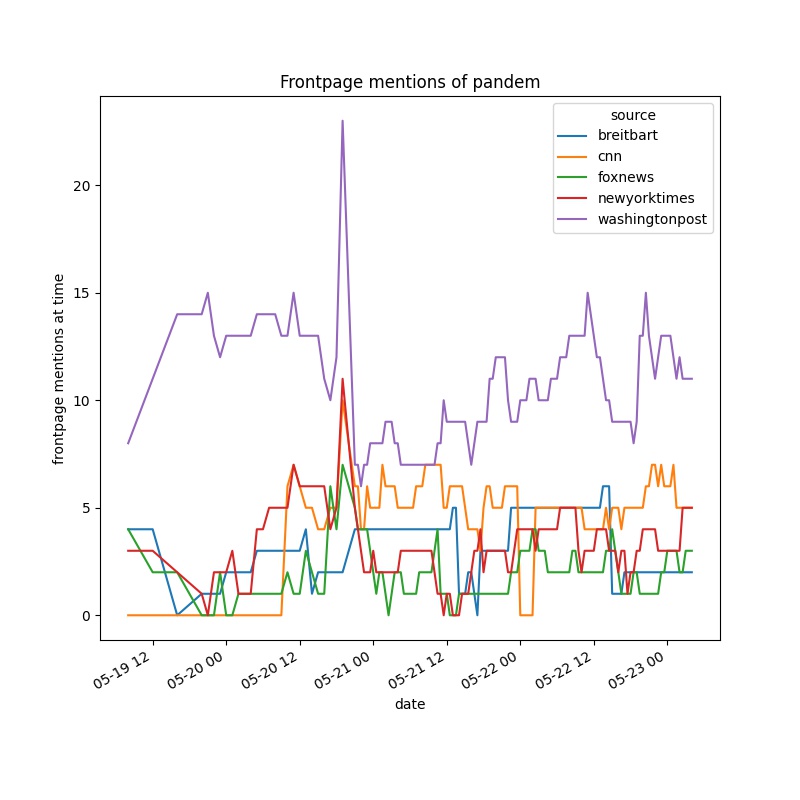 Frontpage mentions of pandem
source
breitbart
cnn
foxnews
newyorktimes
washingtonpost
frontpage mentions at time
20
15
10
5
0
05-19 12
05-20 00
05-20 12
05-21 00
05-21 12
05-22 00
05-22 12
05-23 00
date